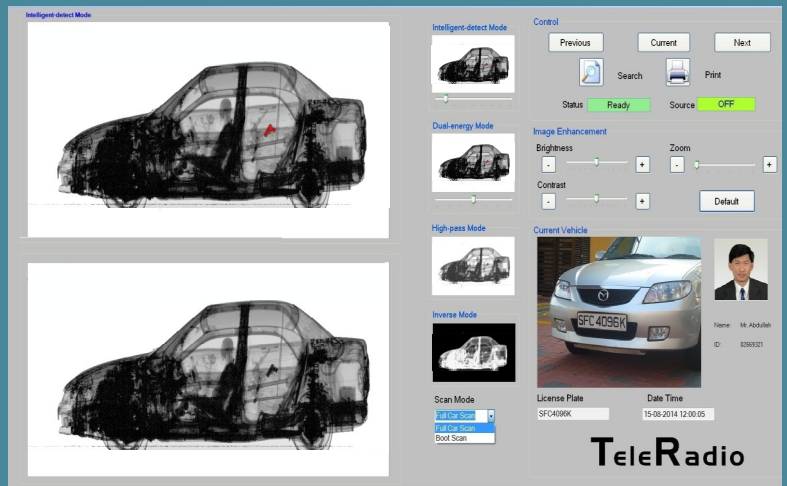 Intelligent-detect Mode
Intelligent-detect Mode
Dual-energy Mode
High-pass Mode
Inverse Mode
Scan Mode
Full Car Scan
Full Car Scan
Boot Scan
Control
Previous
Current
Next
Search
Print
Status
Ready
Source
OFF
Image Enhancement
Brightness
Zoom
-
+
-
+
Contrast
-
+
Default
Current Vehicle
SFC4096K
Name: Mr. Abdullah
ID: 02669321
License Plate
Date Time
SFC4096K
15-08-2014 12:00:05
TeleRadio